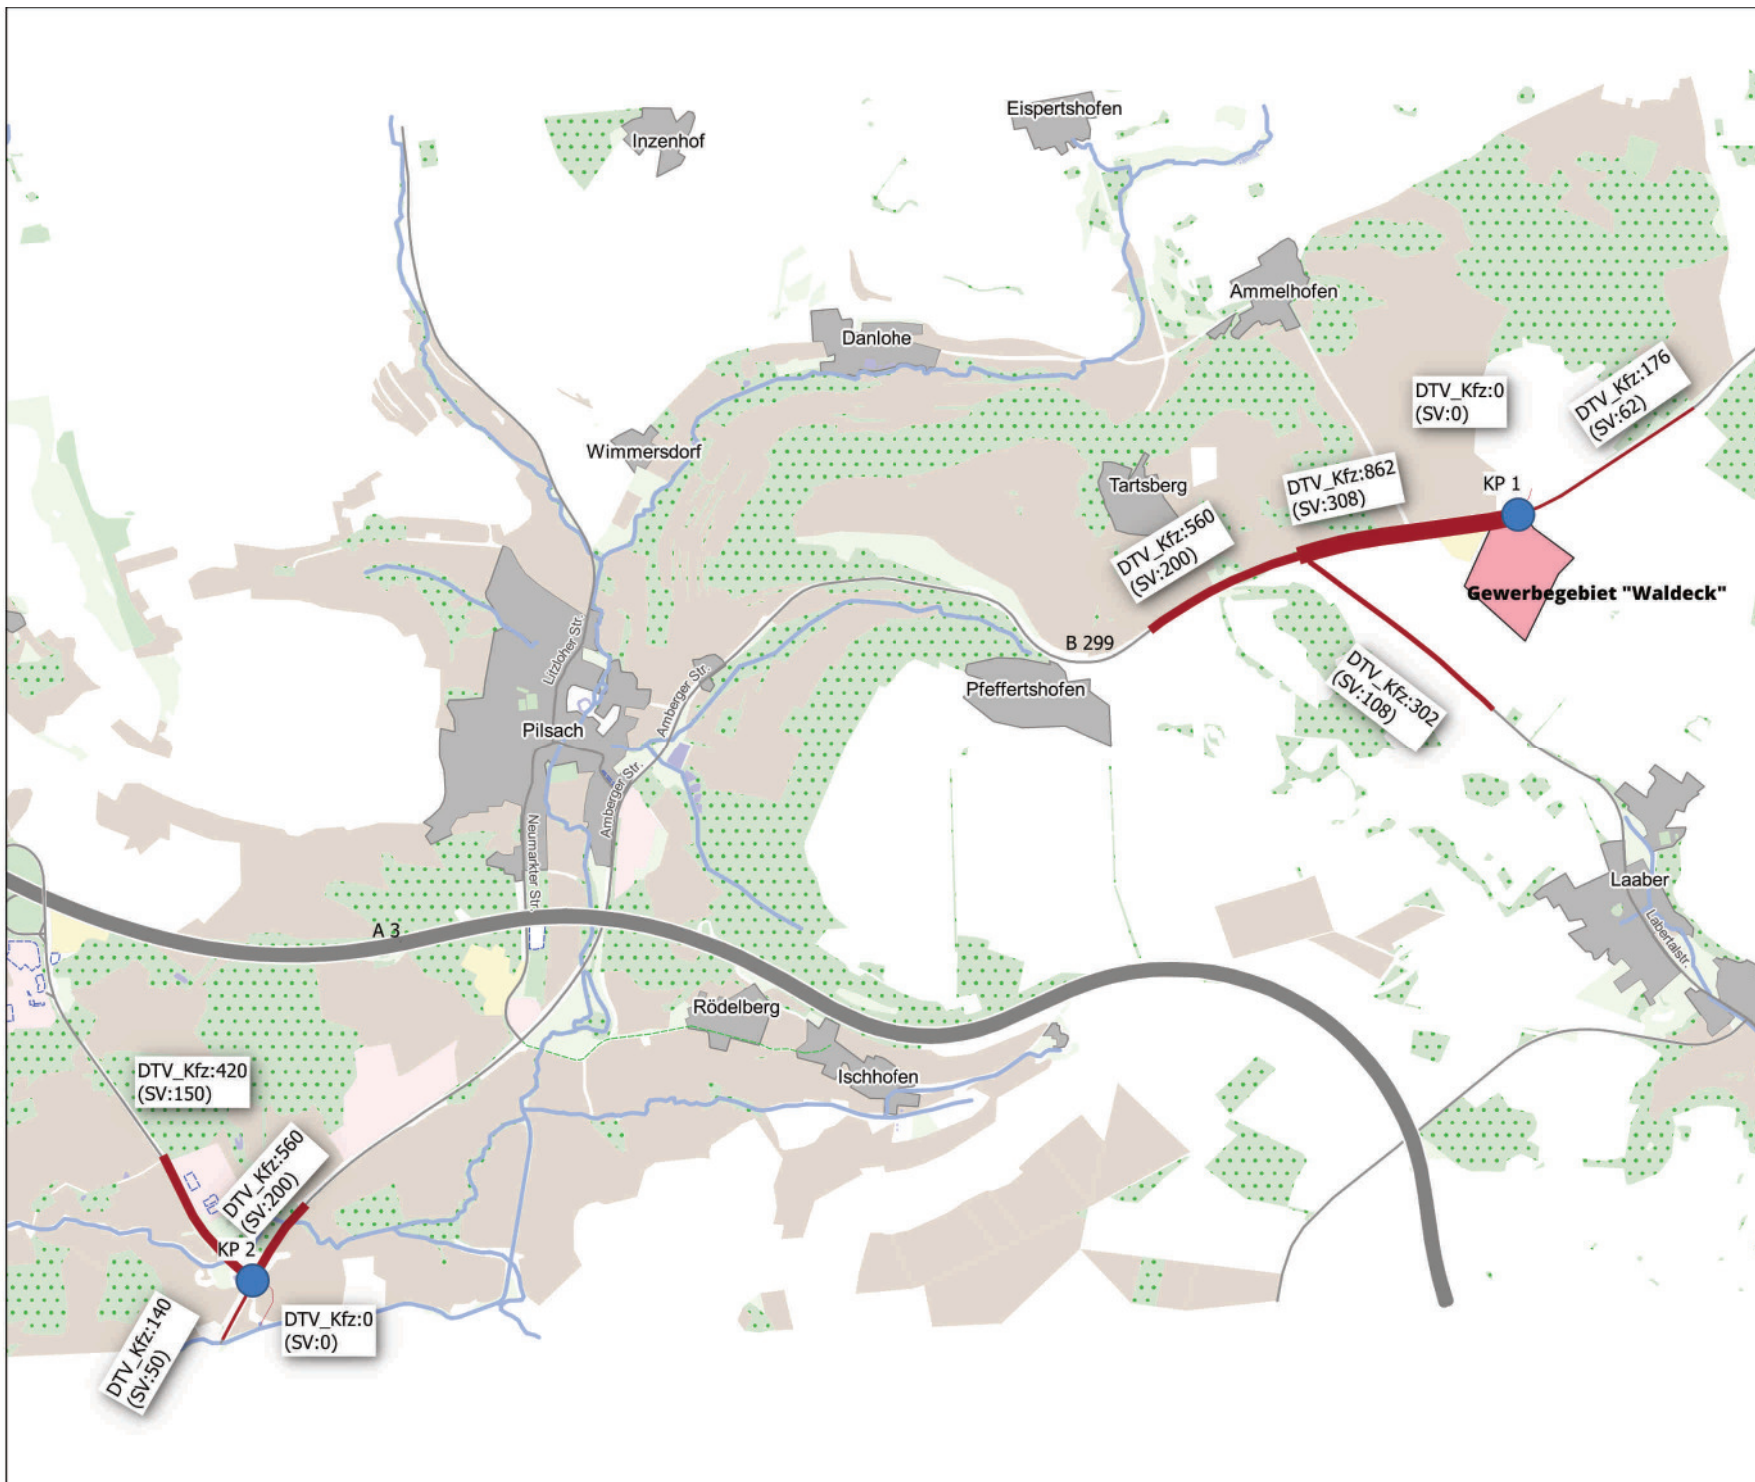 Eispertshofen
Inzenhof
Ammelhofen
Danlohe
DTV_Kfz:176
(SV:62)
DTV_Kfz:0
(SV:0)
Wimmersdorf
Tartsberg
DTV_Kfz:862
(SV:308)
KP 1
DTV_Kfz:560
(SV:200)
Gewerbegebiet "Waldeck"
Litzloher Str.
B 299
Amberger Str.
Pfeffertshofen
DTV_Kfz:302
(SV:108)
Pilsach
Amberger Str.
Neumarkter Str.
Laaber
Labertalstr.
A 3
Rödelberg
Ischhofen
DTV_Kfz:420
(SV:150)
DTV_Kfz:560
(SV:200)
KP 2
DTV_Kfz:140
(SV:50)
DTV_Kfz:0
(SV:0)